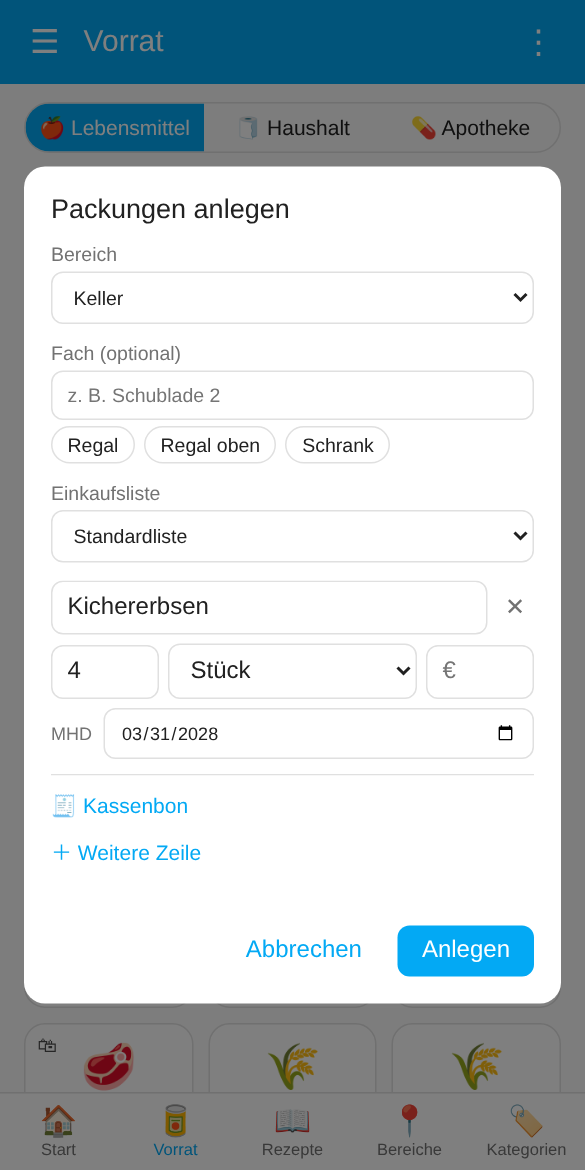 ☰ Vorrat ⋮
🍎 Lebensmittel 🧻 Haushalt 💊 Apotheke
Packungen anlegen
Bereich
Keller
Fach (optional)
z. B. Schublade 2
Regal Regal oben Schrank
Einkaufsliste
Standardliste
Kichererbsen ✕
4 Stück €
MHD 03/31/2028
🧾 Kassenbon
+ Weitere Zeile
Abbrechen Anlegen
Start Vorrat Rezepte Bereiche Kategorien